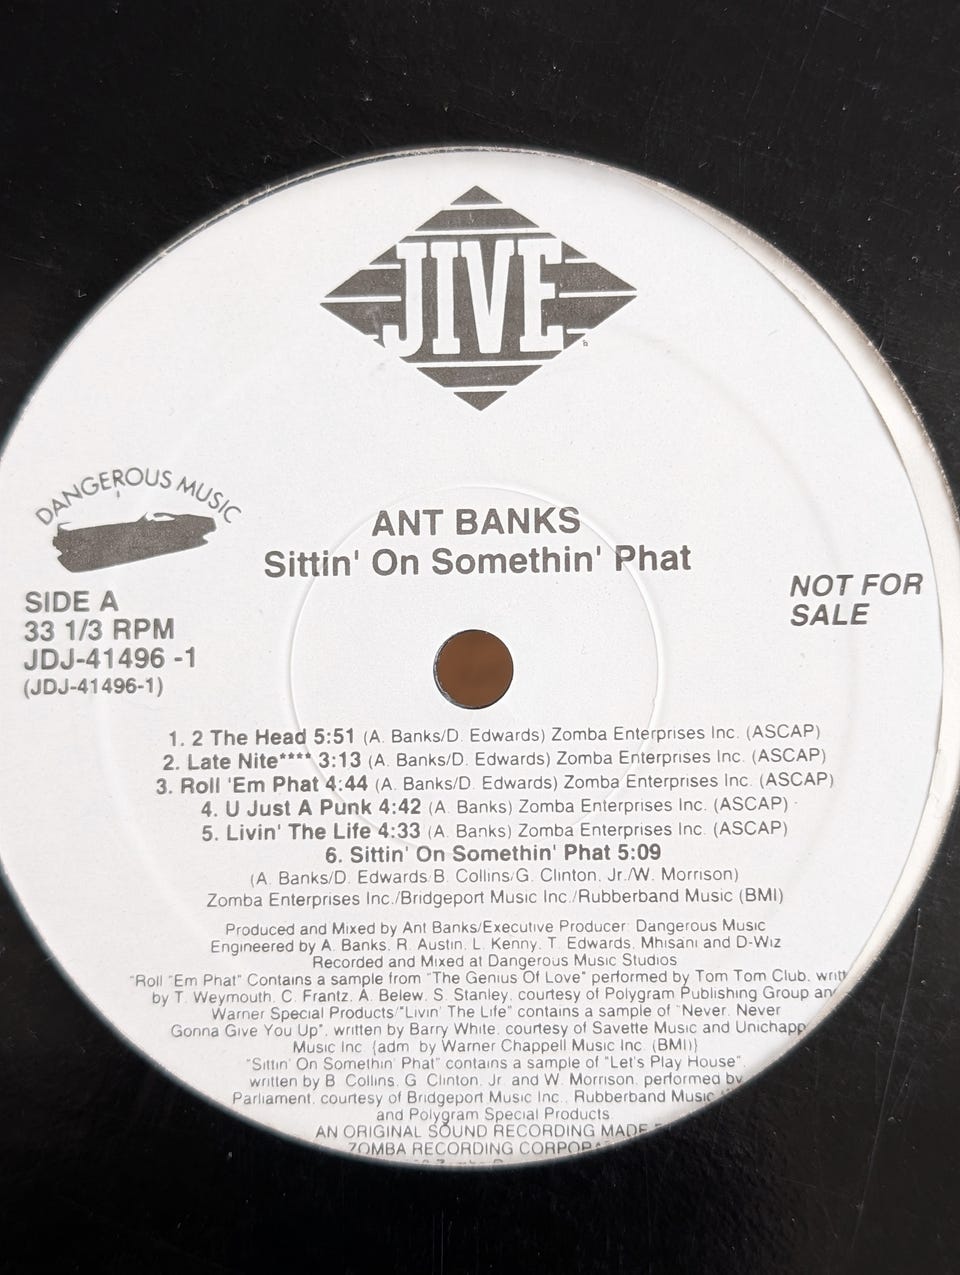 JIVE
DANGEROUS MUSIC
ANT BANKS
Sittin' On Somethin' Phat
NOT FOR
SALE
SIDE A
33 1/3 RPM
JDJ-41496 -1
(JDJ-41496-1)
1. 2 The Head 5:51 (A. Banks/D. Edwards) Zomba Enterprises Inc. (ASCAP)
2. Late Nite**** 3:13 (A. Banks/D. Edwards) Zomba Enterprises Inc. (ASCAP)
3. Roll 'Em Phat 4:44 (A. Banks/D. Edwards) Zomba Enterprises Inc. (ASCAP)
4. U Just A Punk 4:42 (A. Banks) Zomba Enterprises Inc. (ASCAP)
5. Livin' The Life 4:33 (A. Banks) Zomba Enterprises Inc. (ASCAP)
6. Sittin' On Somethin' Phat 5:09
(A. Banks/D. Edwards/B. Collins/G. Clinton, Jr./W. Morrison)
Zomba Enterprises Inc./Bridgeport Music Inc./Rubberband Music (BMI)
Produced and Mixed by Ant Banks/Executive Producer: Dangerous Music
Engineered by A. Banks, R. Austin, L. Kenny, T. Edwards, Mhisani and D-Wiz
Recorded and Mixed at Dangerous Music Studios
"Roll "Em Phat" Contains a sample from "The Genius Of Love" performed by Tom Tom Club, writt
by T. Weymouth, C. Frantz, A. Belew, S. Stanley, courtesy of Polygram Publishing Group an
Warner Special Products/"Livin' The Life" contains a sample of "Never, Never
Gonna Give You Up", written by Barry White, courtesy of Savette Music and Unichapp
Music Inc. {adm. by Warner Chappell Music Inc. (BMI)}
"Sittin' On Somethin' Phat" contains a sample of "Let's Play House",
written by B. Collins, G. Clinton, Jr. and W. Morrison, performed by
Parliament, courtesy of Bridgeport Music Inc., Rubberband Music
and Polygram Special Products.
AN ORIGINAL SOUND RECORDING MADE
ZOMBA RECORDING CORPORA